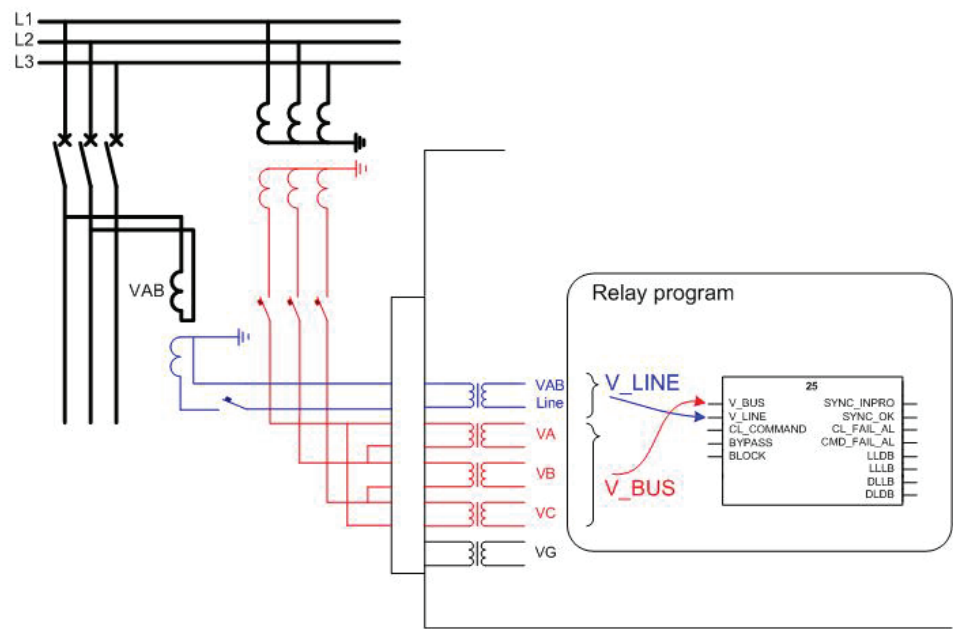 L1
L2
L3
VAB
Relay program
VAB
Line
VA
VB
VC
VG
V_LINE
V_BUS
25
V_BUS
V_LINE
CL_COMMAND
BYPASS
BLOCK
SYNC_INPRO
SYNC_OK
CL_FAIL_AL
CMD_FAIL_AL
LLDB
LLLB
DLLB
DLDB